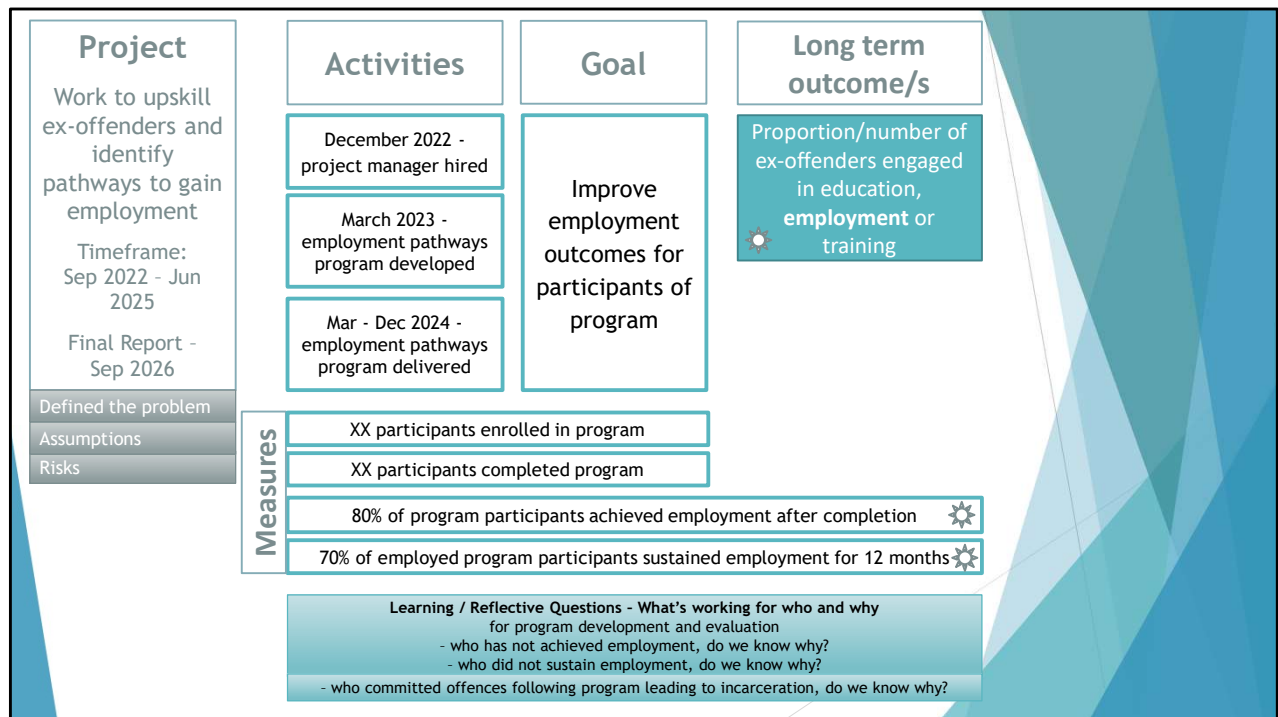 Project
Work to upskill
ex-offenders and
identify
pathways to gain
employment
Timeframe:
Sep 2022 – Jun
2025
Final Report –
Sep 2026
Defined the problem
Assumptions
Risks
Activities
December 2022 -
project manager hired
March 2023 -
employment pathways
program developed
Mar - Dec 2024 -
employment pathways
program delivered
Goal
Improve
employment
outcomes for
participants of
program
Long term
outcome/s
Proportion/number of
ex-offenders engaged
in education,
employment or
training
Measures
XX participants enrolled in program
XX participants completed program
80% of program participants achieved employment after completion
70% of employed program participants sustained employment for 12 months
Learning / Reflective Questions – What's working for who and why
for program development and evaluation
– who has not achieved employment, do we know why?
– who did not sustain employment, do we know why?
– who committed offences following program leading to incarceration, do we know why?